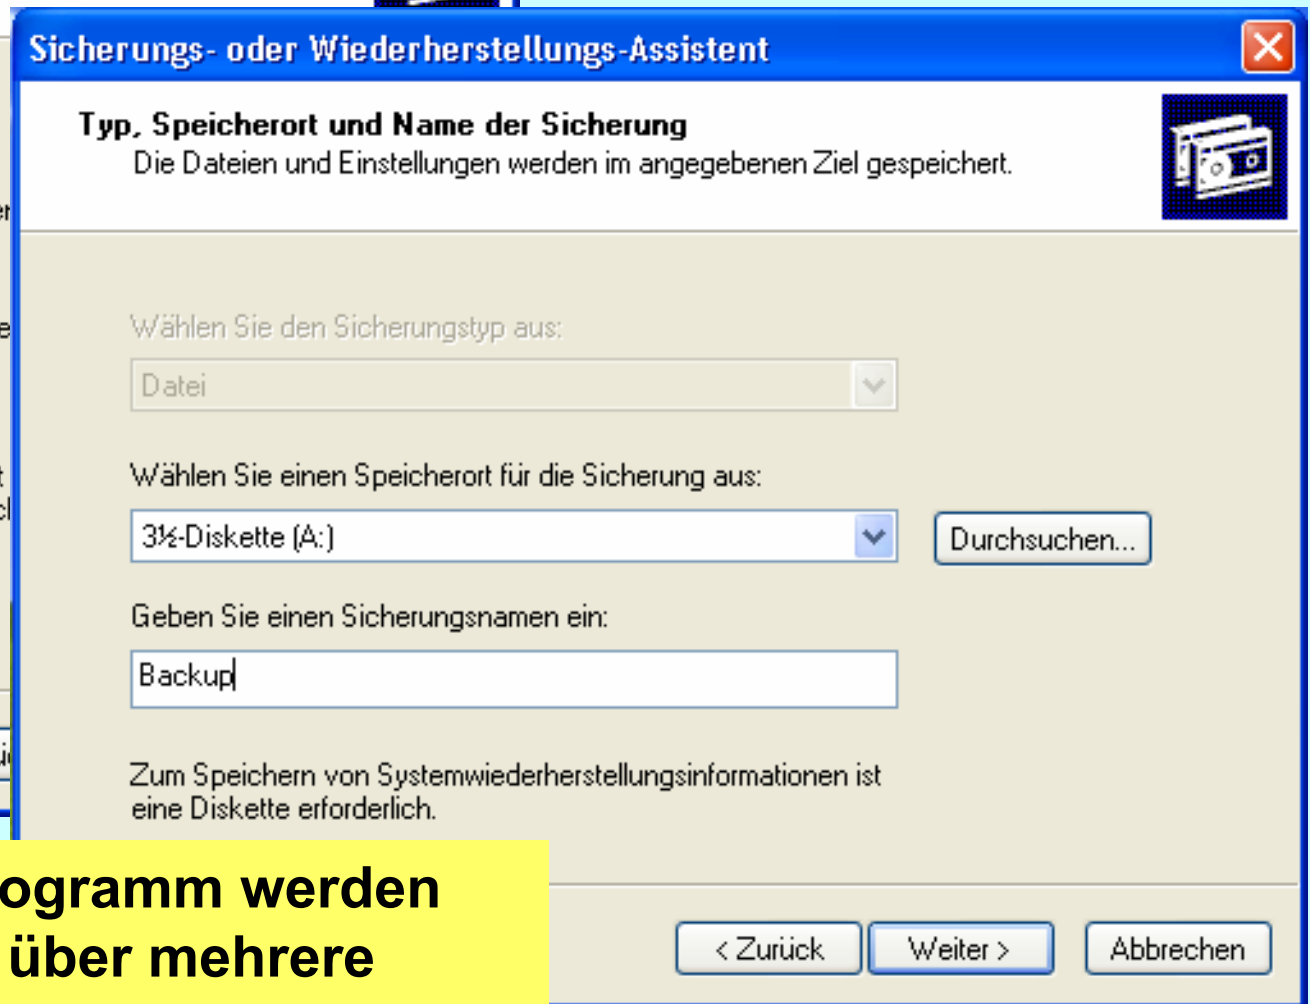 Sicherungs- oder Wiederherstellungs-Assistent
Typ, Speicherort und Name der Sicherung
Die Dateien und Einstellungen werden im angegebenen Ziel gespeichert.
Wählen Sie den Sicherungstyp aus:
Datei
Wählen Sie einen Speicherort für die Sicherung aus:
3½-Diskette (A:)
Durchsuchen...
Geben Sie einen Sicherungsnamen ein:
Backup
Zum Speichern von Systemwiederherstellungsinformationen ist
eine Diskette erforderlich.
ogramm werden
über mehrere
< Zurück
Weiter >
Abbrechen